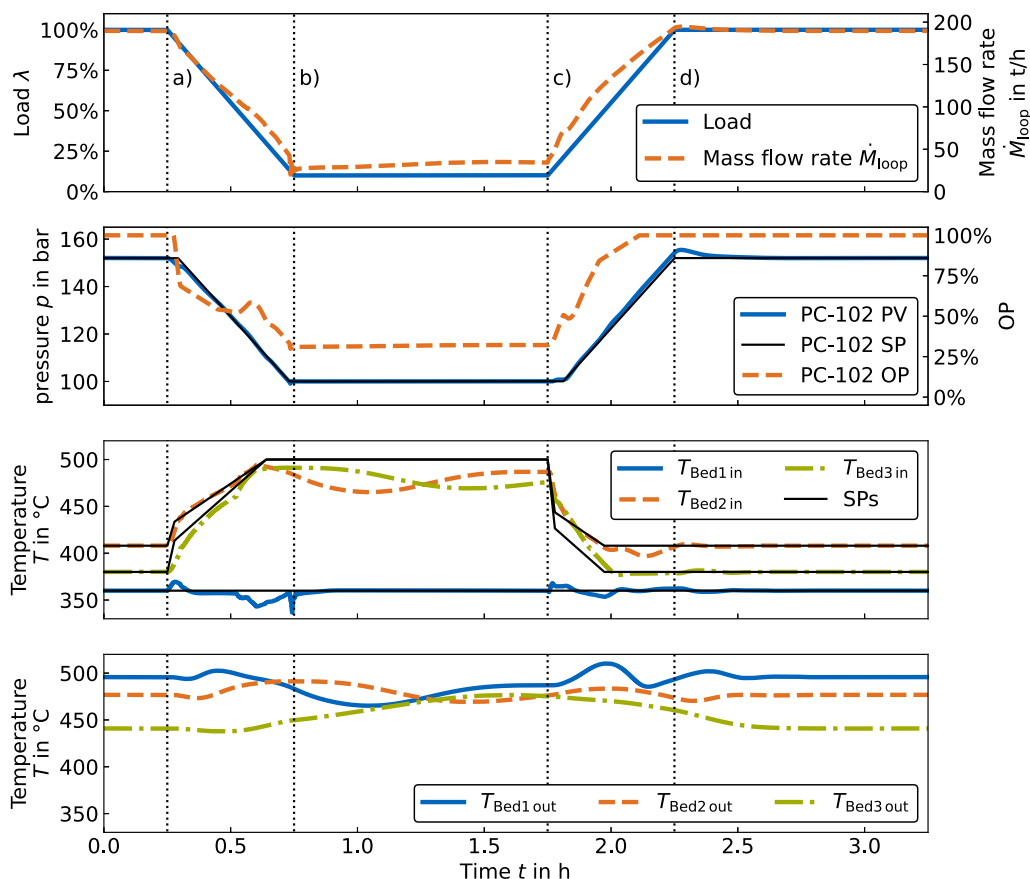 100%
75%
50%
25%
0%
Load λ
a)
b)
c)
d)
200
150
100
50
0
Mass flow rate
Ṁloop in t/h
Load
Mass flow rate Ṁloop
160
140
120
100
pressure p in bar
100%
75%
50%
25%
0%
OP
PC-102 PV
PC-102 SP
PC-102 OP
500
450
400
350
Temperature
T in °C
TBed1 in
TBed2 in
TBed3 in
SPs
500
450
400
350
Temperature
T in °C
TBed1 out
TBed2 out
TBed3 out
0.0
0.5
1.0
1.5
2.0
2.5
3.0
Time t in h